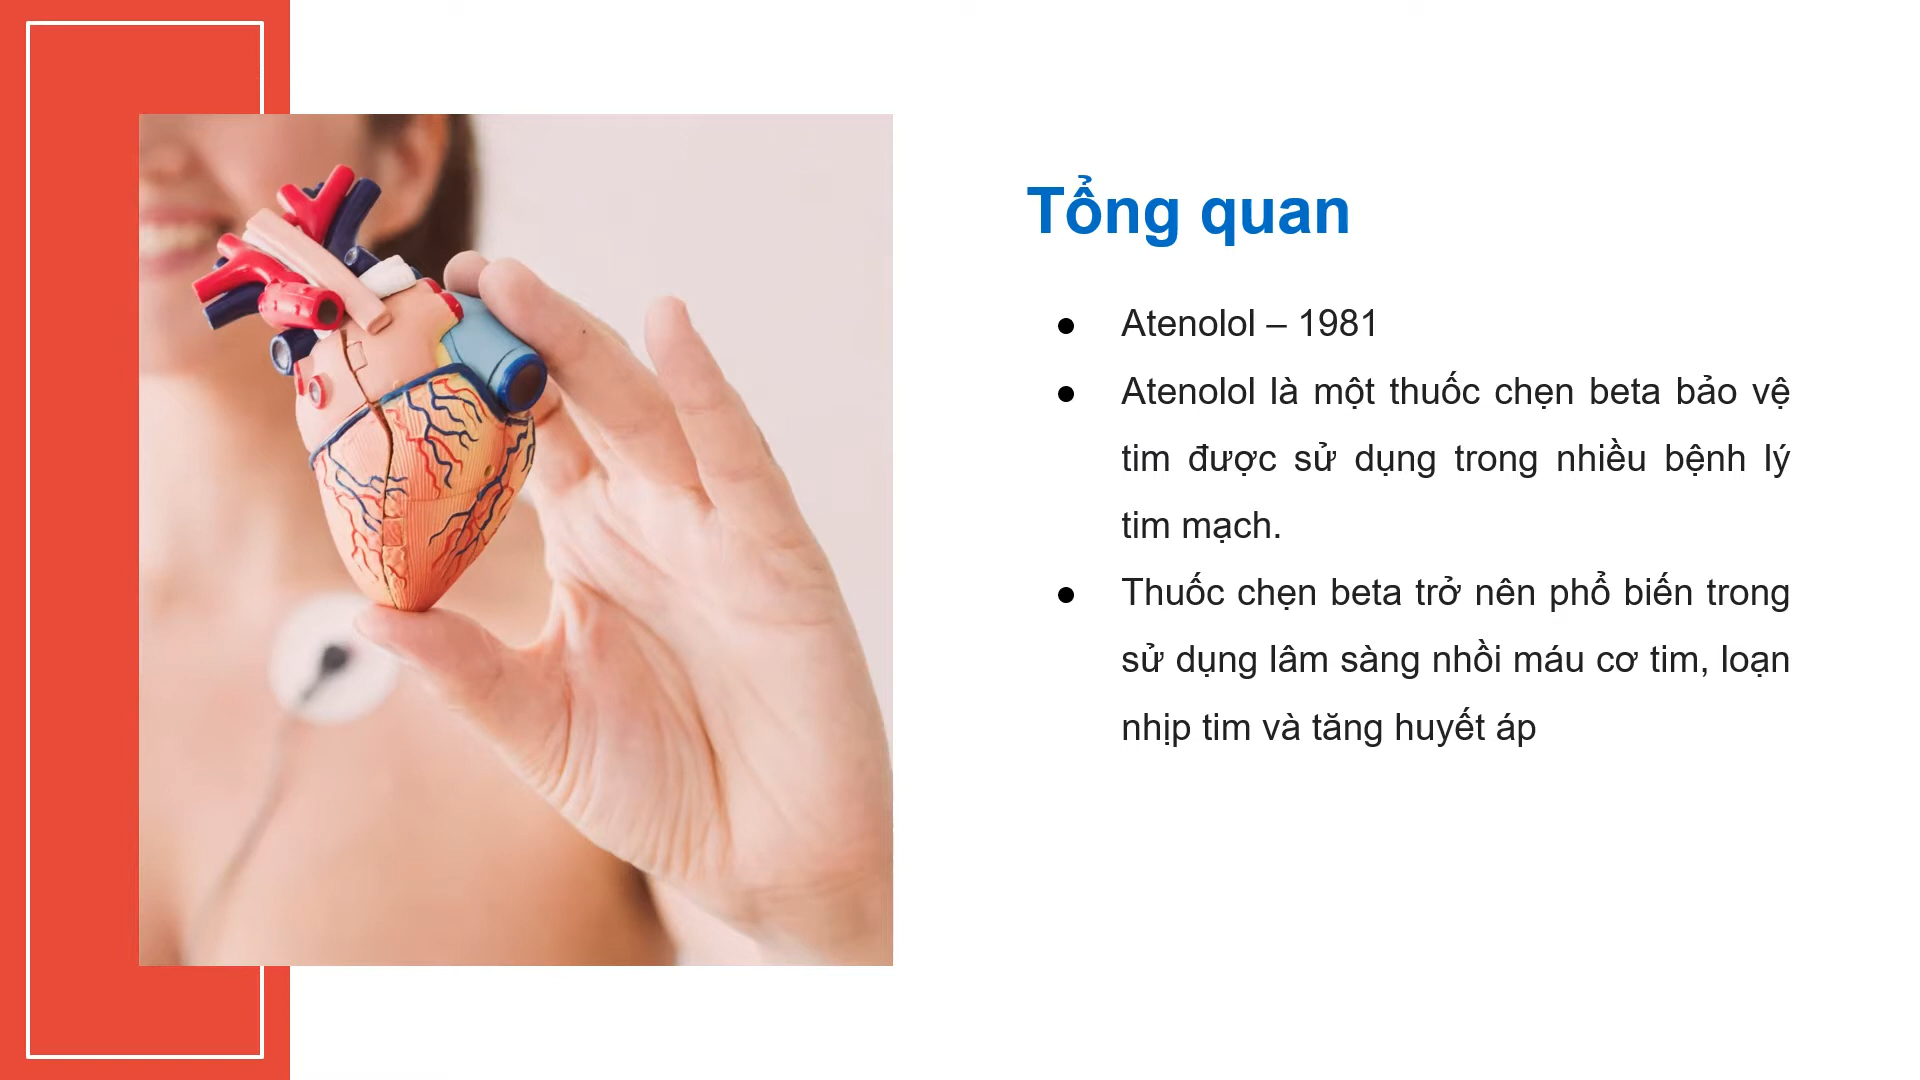 Tổng quan
● Atenolol – 1981
● Atenolol là một thuốc chẹn beta bảo vệ
tim được sử dụng trong nhiều bệnh lý
tim mạch.
● Thuốc chẹn beta trở nên phổ biến trong
sử dụng lâm sàng nhồi máu cơ tim, loạn
nhịp tim và tăng huyết áp